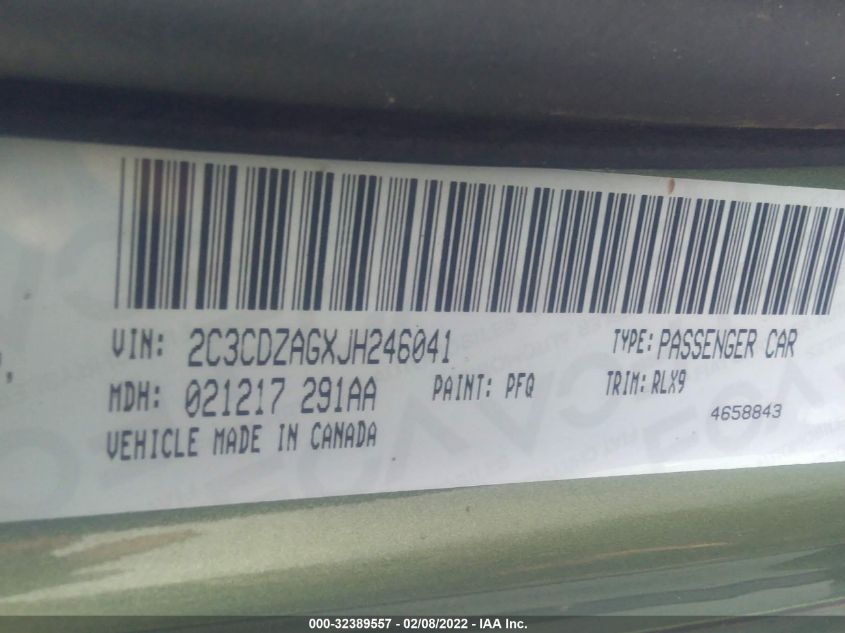 VIN: 2C3CDZAGXJH246041 TYPE: PASSENGER CAR
MDH: 021217 291AA PAINT: PFQ TRIM: RLX9
4658843
VEHICLE MADE IN CANADA
000-32389557 - 02/08/2022 - IAA Inc.